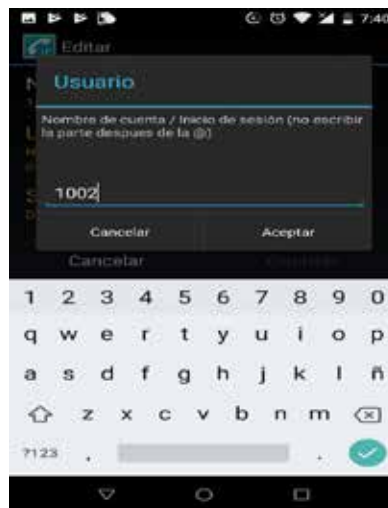 7:40
Editar
Usuario
Nombre de cuenta / Inicio de sesión (no escribir
la parte despues de la @)
1002
Cancelar Aceptar
Cancelar
1 2 3 4 5 6 7 8 9 0
q w e r t y u i o p
a s d f g h j k l ñ
z x c v b n m
?123 , .